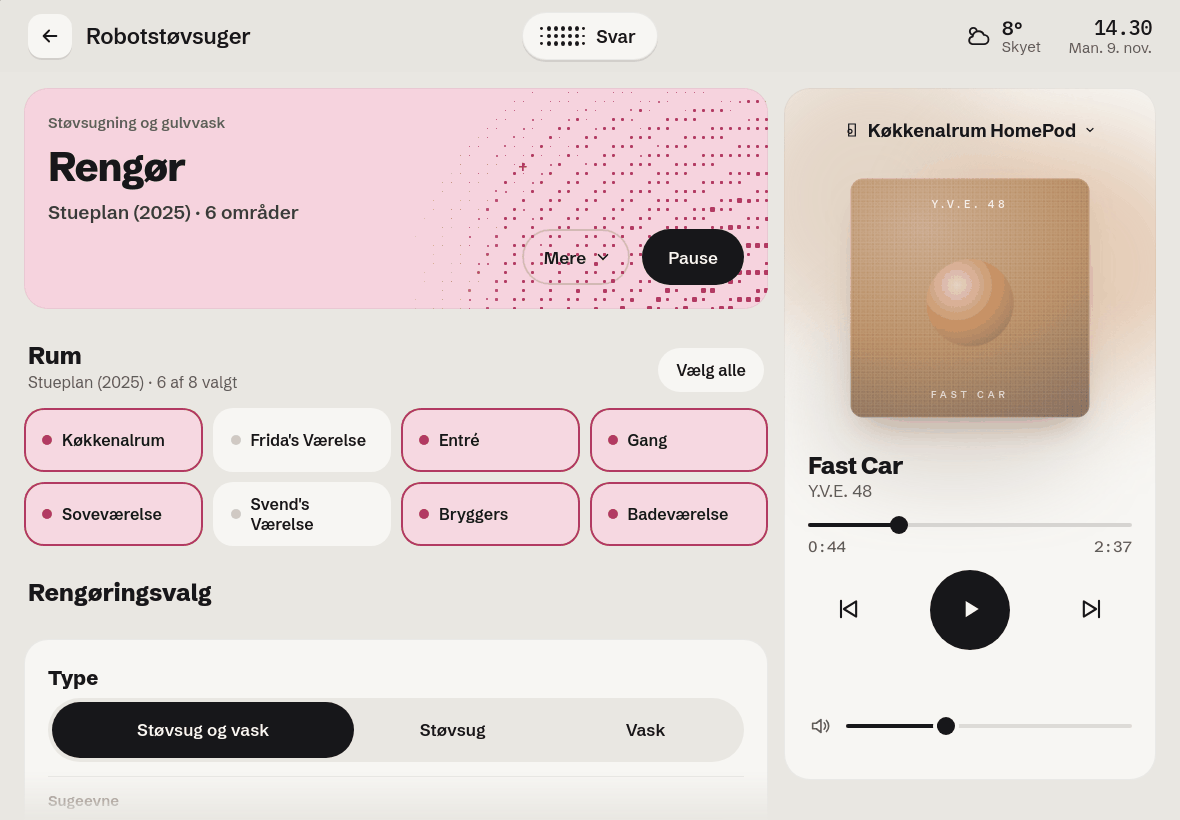 Robotstøvsuger
Svar
8°
Skyet
14.30
Man. 9. nov.
Støvsugning og gulvvask
Rengør
Stueplan (2025) · 6 områder
Mere
Pause
Rum
Stueplan (2025) · 6 af 8 valgt
Vælg alle
Køkkenalrum
Frida's Værelse
Entré
Gang
Soveværelse
Svend's
Værelse
Bryggers
Badeværelse
Rengøringsvalg
Type
Støvsug og vask
Støvsug
Vask
Sugeevne
Køkkenalrum HomePod
Y.V.E. 48
FAST CAR
Fast Car
Y.V.E. 48
0:44
2:37